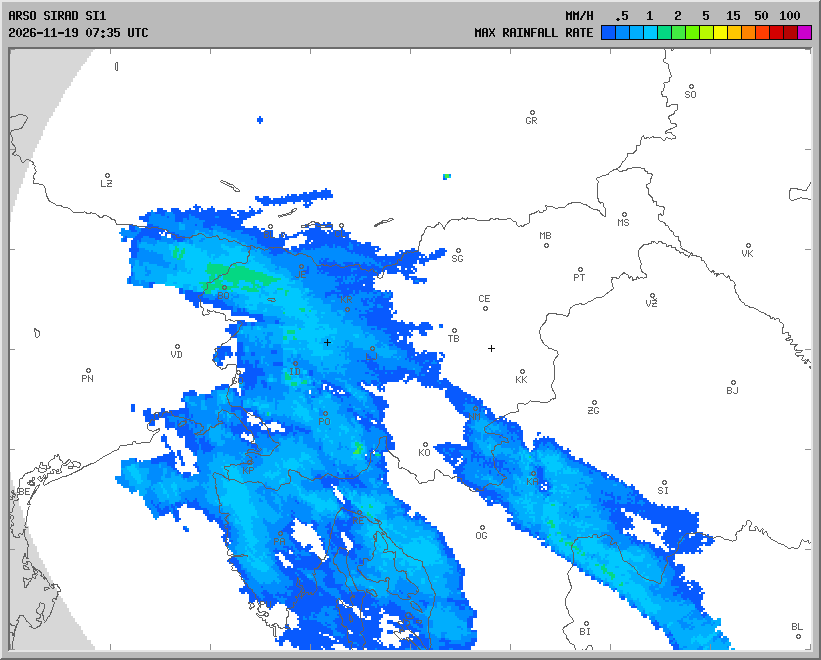 ARSO SIRAD SI1
2026-11-19 07:35 UTC
MM/H .5 1 2 5 15 50 100
MAX RAINFALL RATE
SO
GR
LZ
MS
MB
VK
SG
PT
CE
VZ
TB
VD
PN
KK
BJ
ZG
PO
KO
BE
SI
OG
BI
BL